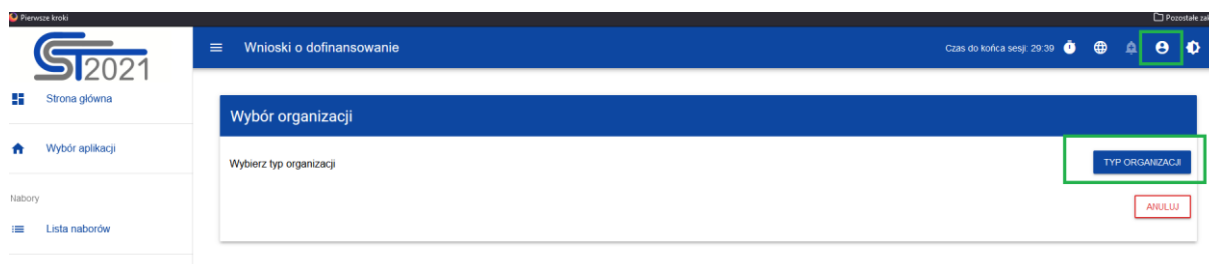 Pierwsze kroki
Pozostałe zak
ST2021
Wnioski o dofinansowanie
Czas do końca sesji: 29:39
Strona główna
Wybór organizacji
Wybór aplikacji
Wybierz typ organizacji
TYP ORGANIZACJI
Nabory
ANULUJ
Lista naborów